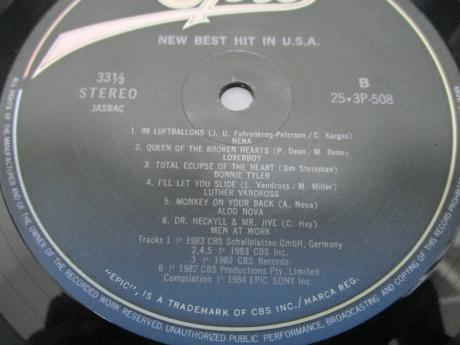 Epic
NEW BEST HIT IN U.S.A.
33⅓
STEREO
JASRAC
B
25·3P-508
1. 99 LUFTBALLONS (J. U. Fahrenkrog-Peterson/C. Karges)
NENA
2. QUEEN OF THE BROKEN HEARTS (P. Dean/M. Reno)
LOVERBOY
3. TOTAL ECLIPSE OF THE HEART (Jim Steinman)
BONNIE TYLER
4. I'LL LET YOU SLIDE (L. Vandross/M. Miller)
LUTHER VANDROSS
5. MONKEY ON YOUR BACK (A. Nova)
ALDO NOVA
6. DR. HECKYLL & MR. JIVE (C. Hay)
MEN AT WORK
Tracks 1 ℗ 1983 CBS Schallplatten GmbH, Germany
2,4,5 ℗ 1983 CBS Inc.
3 ℗ 1982 CBS Records
6 ℗ 1982 CBS Productions Pty. Limited
Compilation ℗ 1984 EPIC SONY Inc
"EPIC", IS A TRADEMARK OF CBS INC./MARCA REG.
ALL RIGHTS OF THE MANUFACTURER AND OF THE OWNER OF THE RECORDED WORK RESERVED. UNAUTHORIZED PUBLIC PERFORMANCE, BROADCASTING AND COPYING OF THIS RECORD